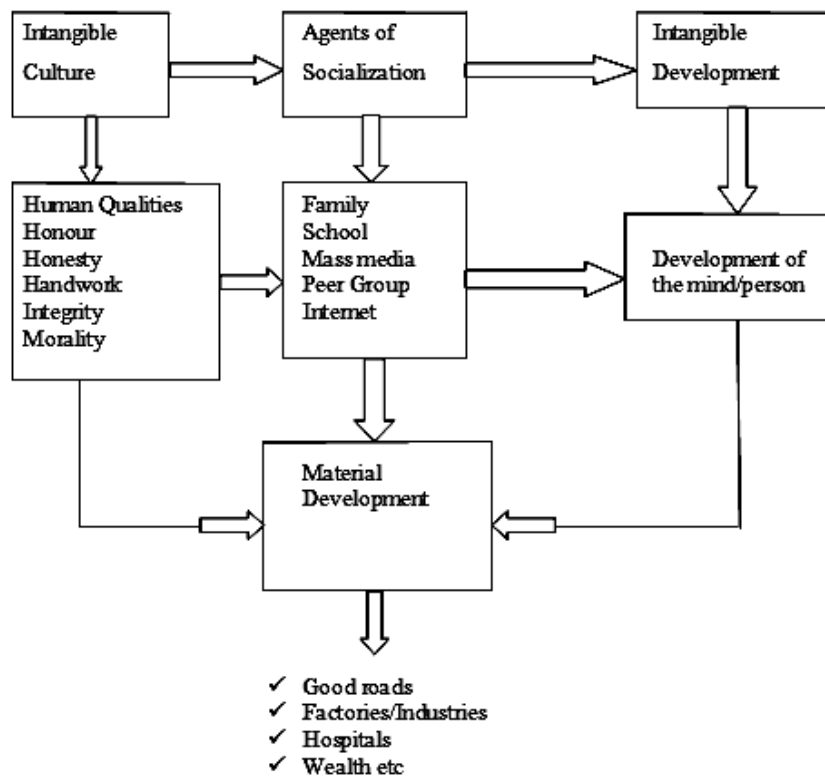 Intangible
Culture
Agents of
Socialization
Intangible
Development
Human Qualities
Honour
Honesty
Handwork
Integrity
Morality
Family
School
Mass media
Peer Group
Internet
Development of
the mind/person
Material
Development
✓ Good roads
✓ Factories/Industries
✓ Hospitals
✓ Wealth etc